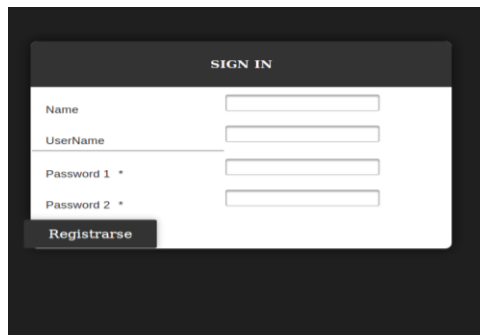 SIGN IN
Name
UserName
Password 1 *
Password 2 *
Registrarse